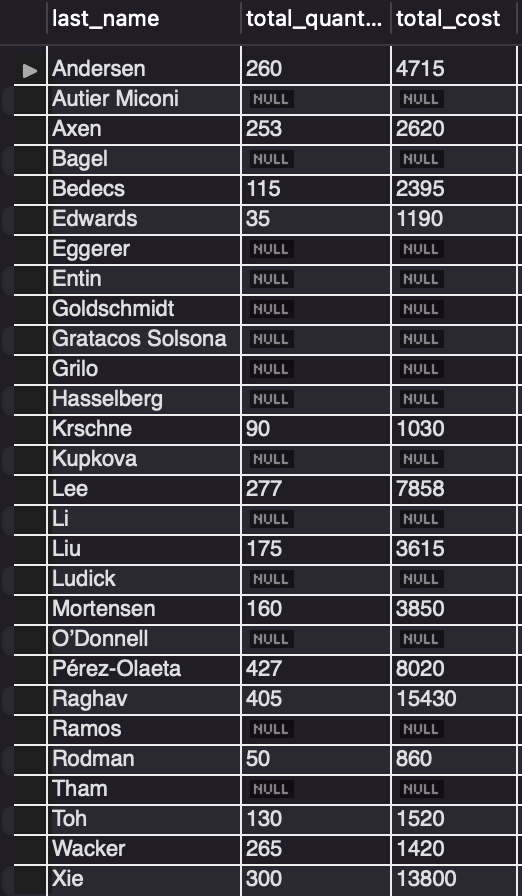 last_name total_quant... total_cost
Andersen 260 4715
Autier Miconi NULL NULL
Axen 253 2620
Bagel NULL NULL
Bedecs 115 2395
Edwards 35 1190
Eggerer NULL NULL
Entin NULL NULL
Goldschmidt NULL NULL
Gratacos Solsona NULL NULL
Grilo NULL NULL
Hasselberg NULL NULL
Krschne 90 1030
Kupkova NULL NULL
Lee 277 7858
Li NULL NULL
Liu 175 3615
Ludick NULL NULL
Mortensen 160 3850
O’Donnell NULL NULL
Pérez-Olaeta 427 8020
Raghav 405 15430
Ramos NULL NULL
Rodman 50 860
Tham NULL NULL
Toh 130 1520
Wacker 265 1420
Xie 300 13800